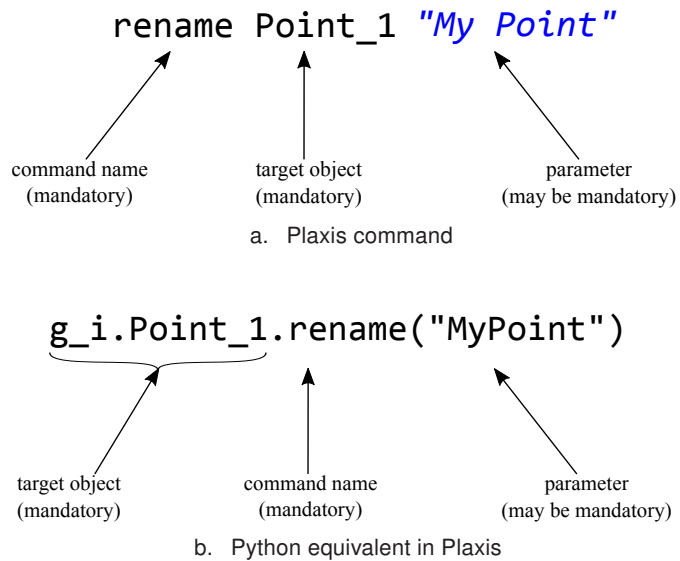 rename Point_1 "My Point"
command name
(mandatory)
target object
(mandatory)
parameter
(may be mandatory)
a. Plaxis command
g_i.Point_1.rename("MyPoint")
target object
(mandatory)
command name
(mandatory)
parameter
(may be mandatory)
b. Python equivalent in Plaxis